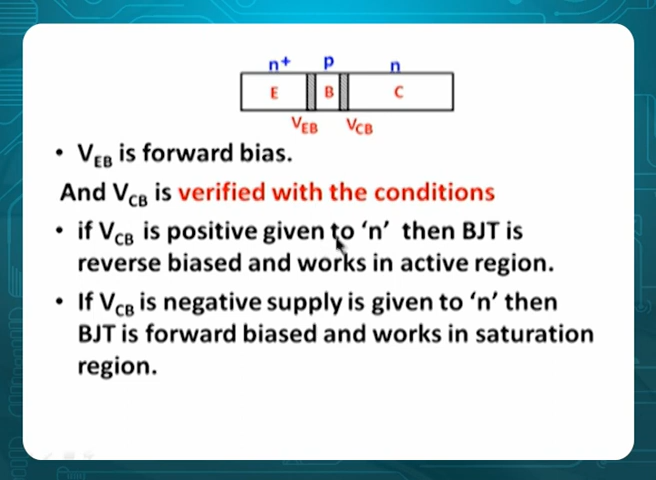 n+ p n
E B C
VEB VCB
• VEB is forward bias.
And VCB is verified with the conditions
• if VCB is positive given to ‘n’ then BJT is
reverse biased and works in active region.
• If VCB is negative supply is given to ‘n’ then
BJT is forward biased and works in saturation
region.